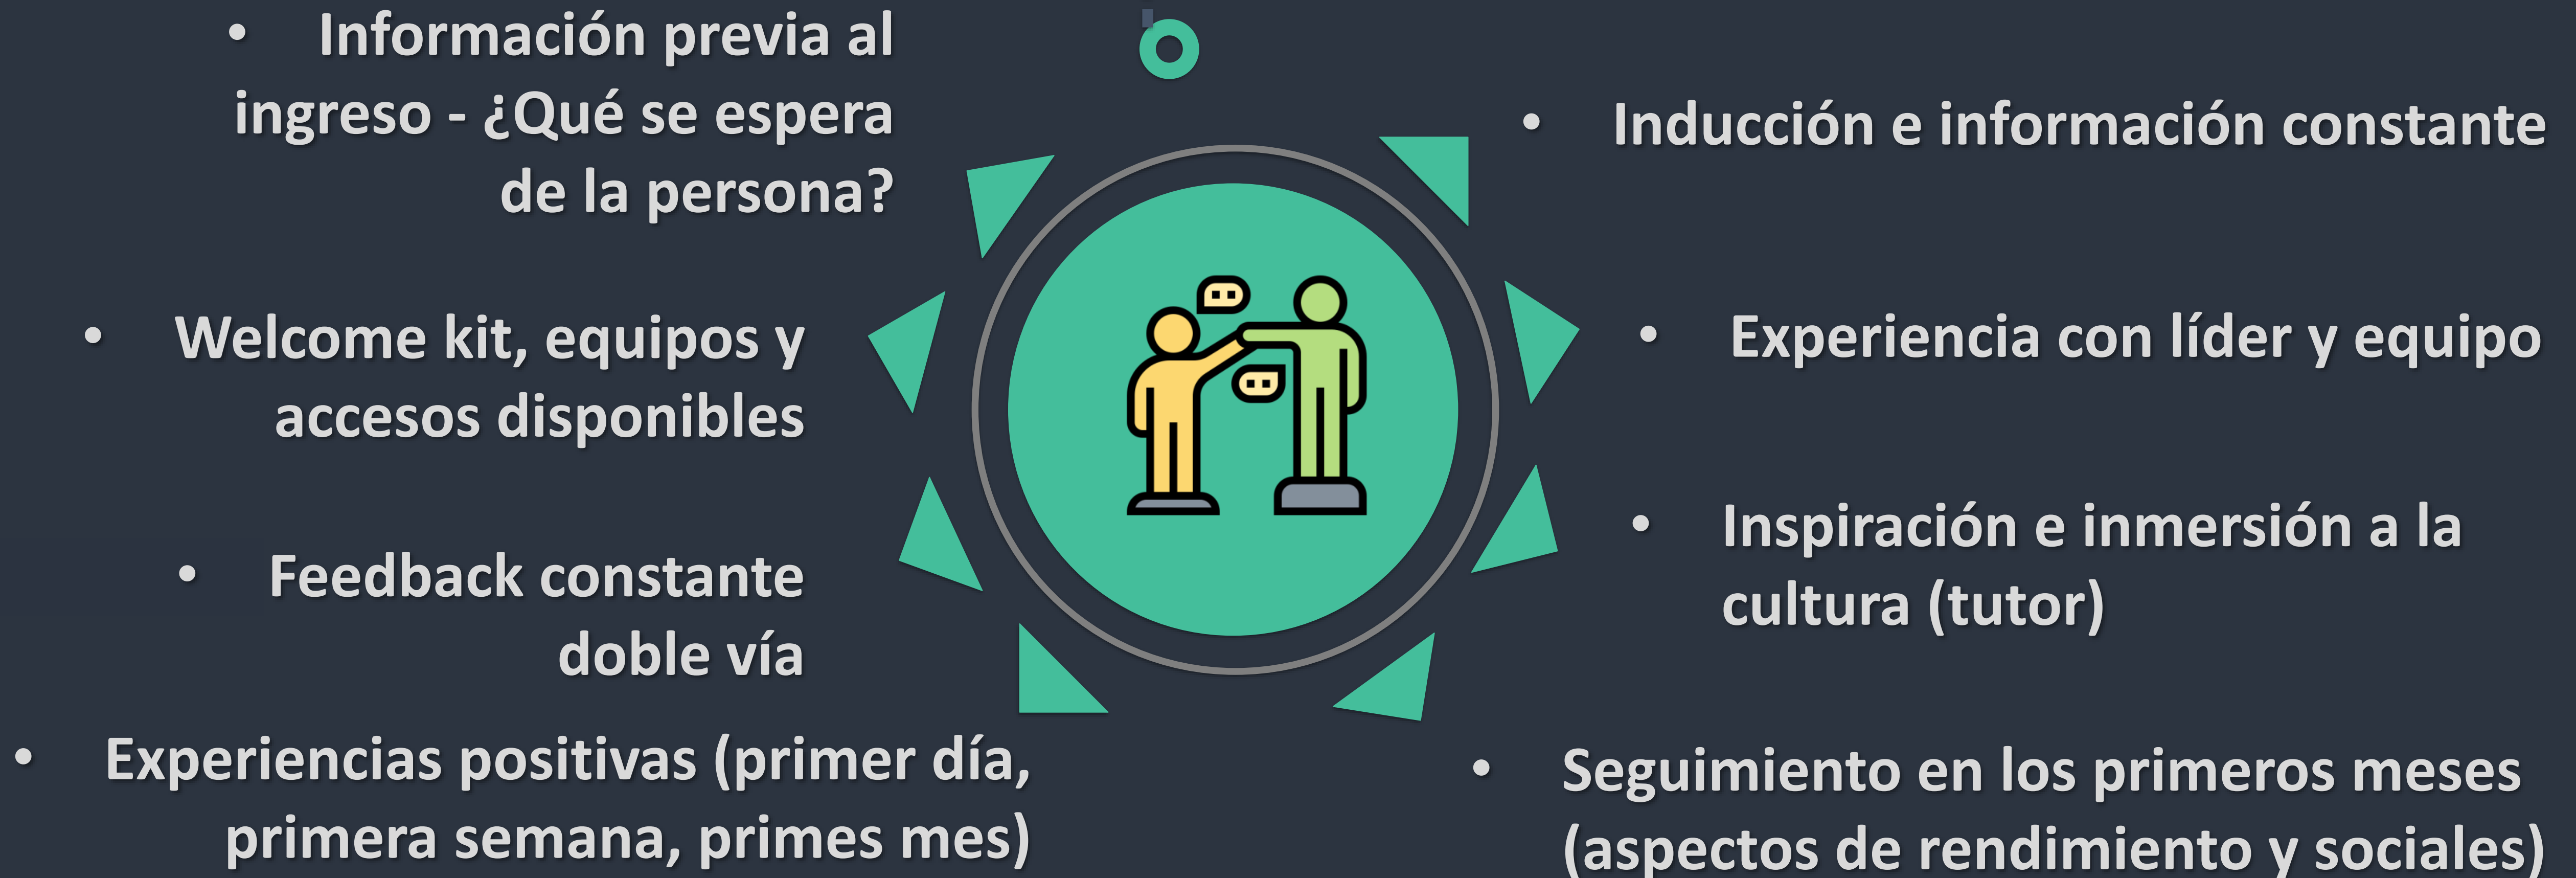 • Información previa al
ingreso - ¿Qué se espera
de la persona?
• Welcome kit, equipos y
accesos disponibles
• Feedback constante
doble vía
• Experiencias positivas (primer día,
primera semana, primes mes)
• Inducción e información constante
• Experiencia con líder y equipo
• Inspiración e inmersión a la
cultura (tutor)
• Seguimiento en los primeros meses
(aspectos de rendimiento y sociales)